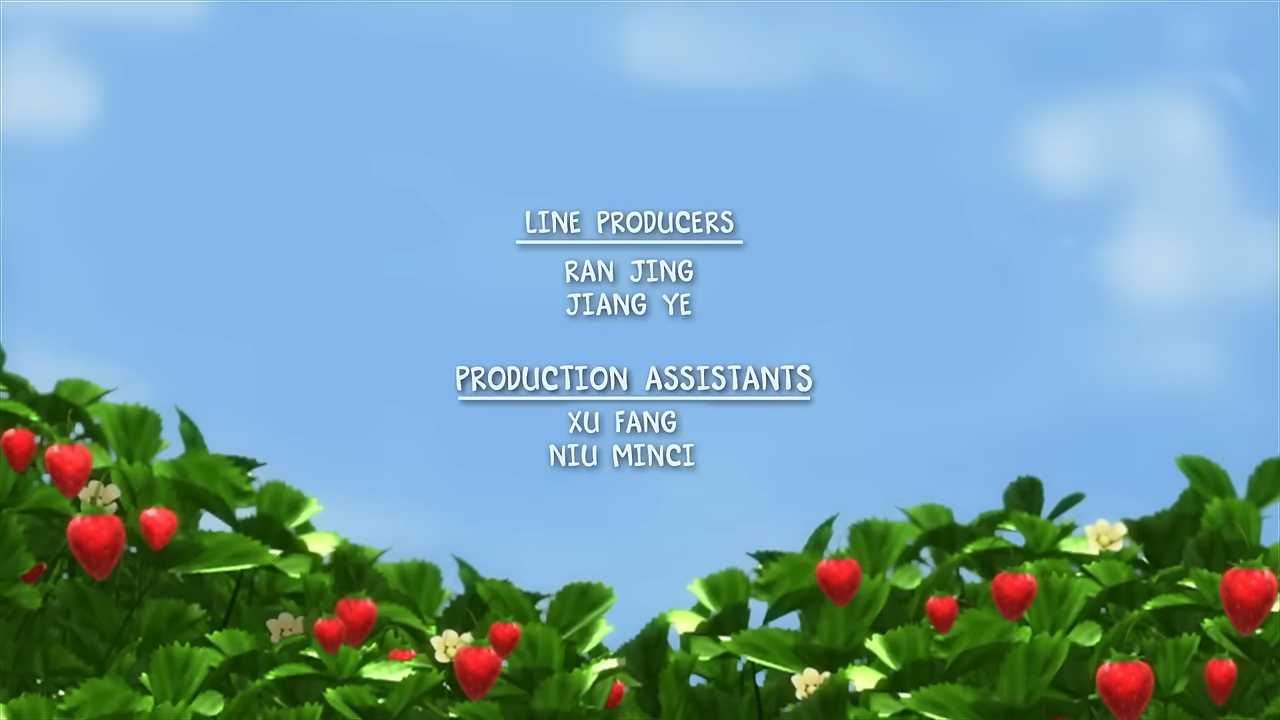 LINE PRODUCERS
RAN JING
JIANG YE
PRODUCTION ASSISTANTS
XU FANG
NIU MINCI